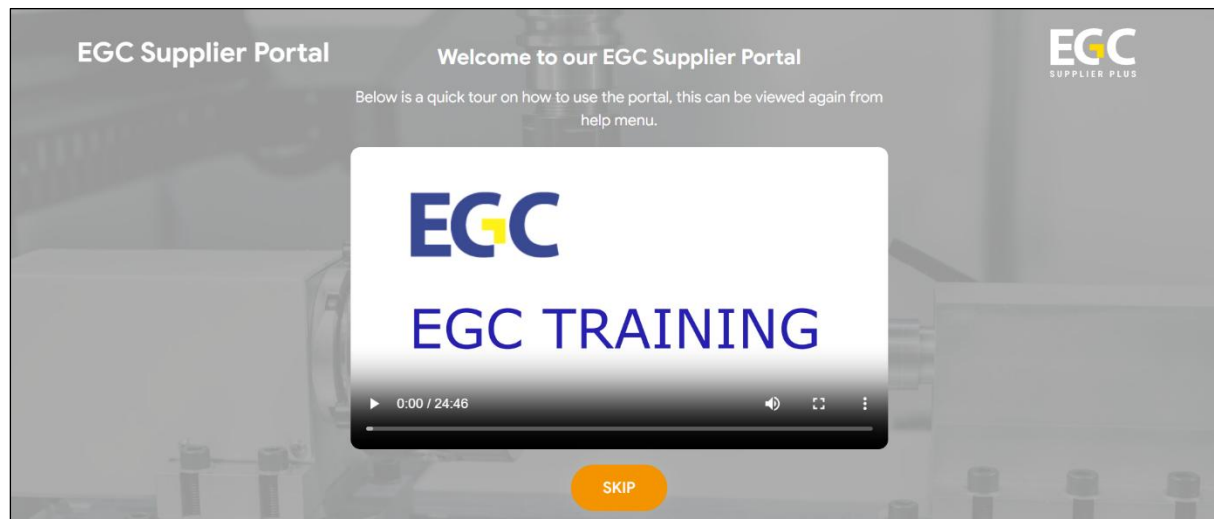 EGC Supplier Portal
Welcome to our EGC Supplier Portal
EGC
SUPPLIER PLUS
Below is a quick tour on how to use the portal, this can be viewed again from
help menu.
EGC
EGC TRAINING
0:00 / 24:46
SKIP